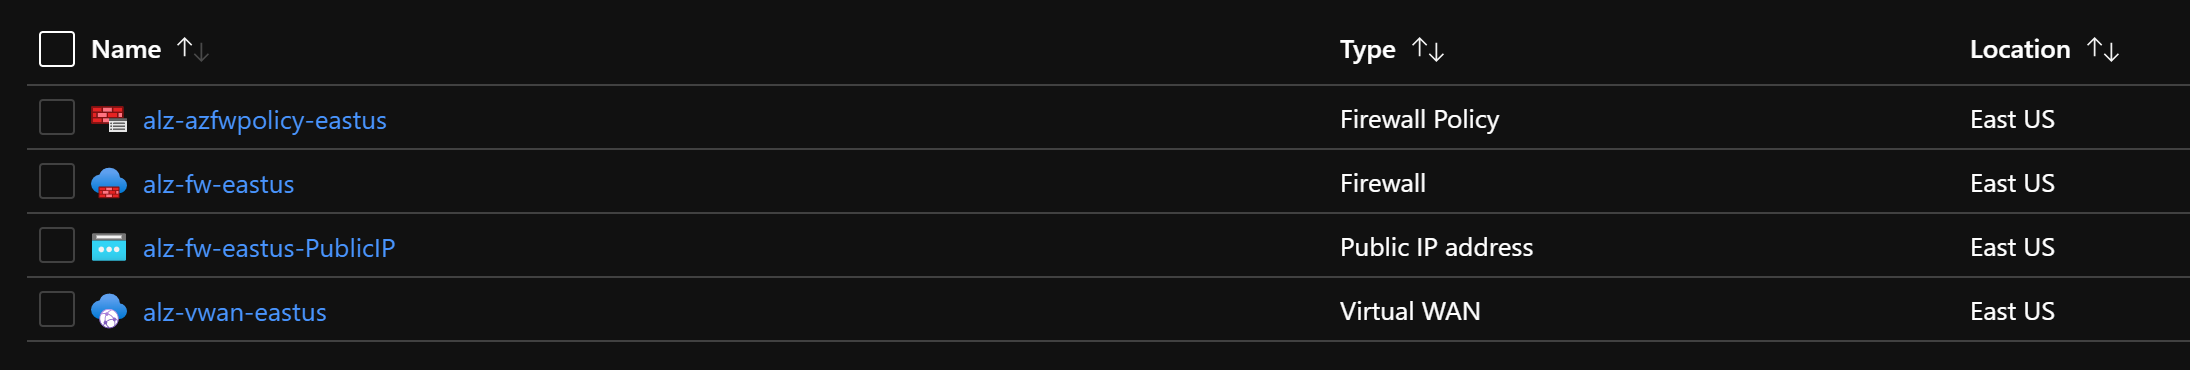 Name Type Location
alz-azfwpolicy-eastus Firewall Policy East US
alz-fw-eastus Firewall East US
alz-fw-eastus-PublicIP Public IP address East US
alz-vwan-eastus Virtual WAN East US